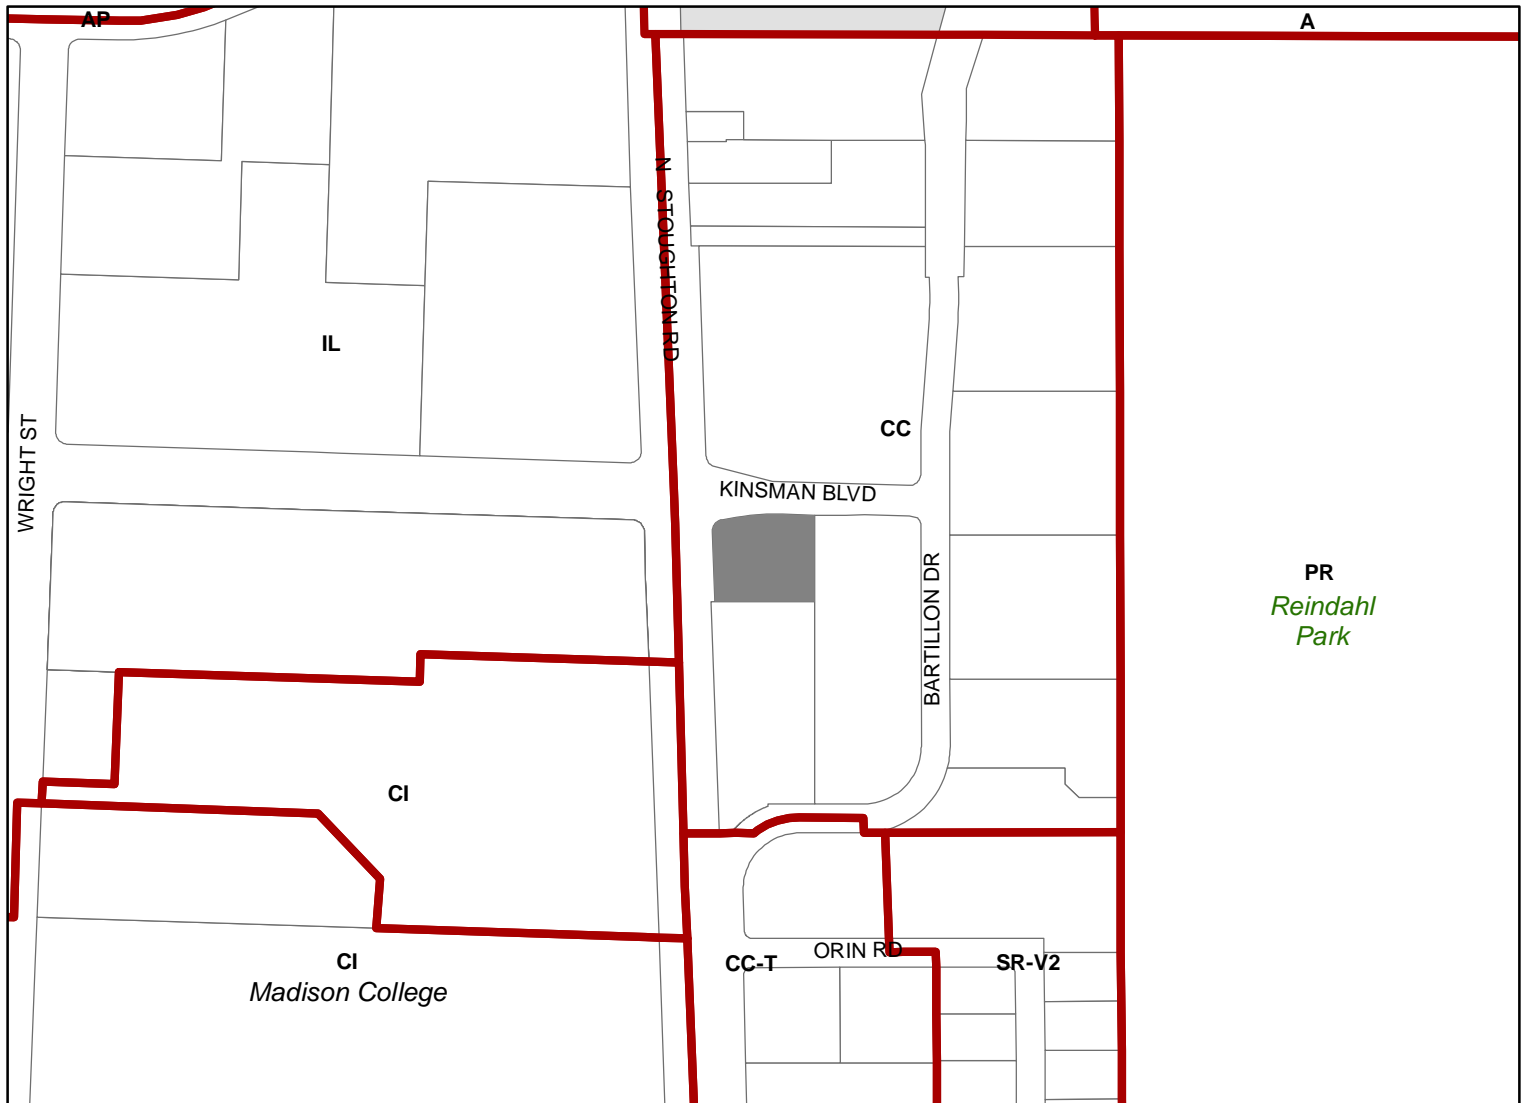 AP
A
N STOUGHTON RD
IL
CC
WRIGHT ST
KINSMAN BLVD
BARTILLON DR
PR
Reindahl
Park
CI
ORIN RD
CC-T
SR-V2
CI
Madison College